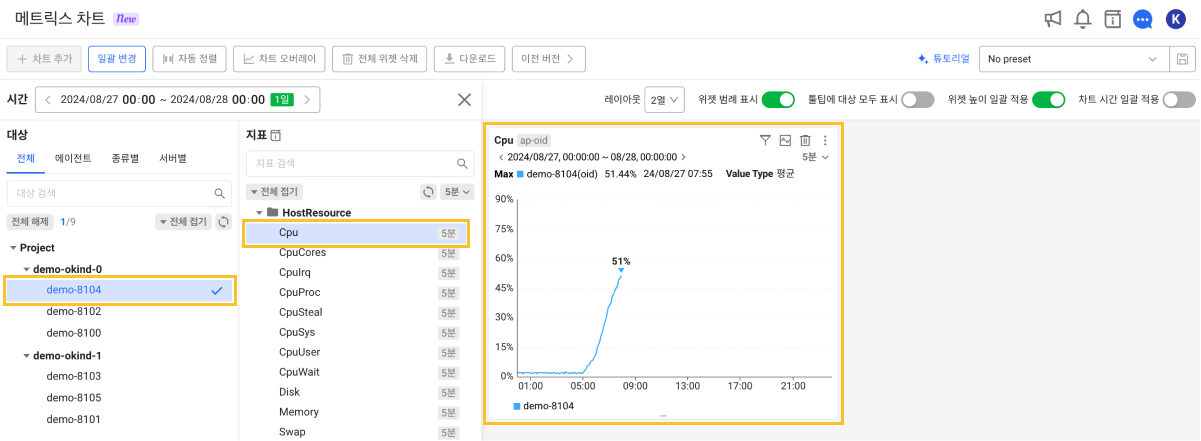 메트릭스 차트 New
K
차트 추가 일괄 변경 자동 정렬 차트 오버레이 전체 위젯 삭제 다운로드 이전 버전
튜토리얼 No preset
시간 2024/08/27 00:00 ~ 2024/08/28 00:00 1일
레이아웃 2열 위젯 범례 표시 툴팁에 대상 모두 표시 위젯 높이 일괄 적용 차트 시간 일괄 적용
대상
전체 에이전트 종류별 서버별
대상 검색
전체 해제 1/9 전체 접기
Project
demo-okind-0
demo-8104
demo-8102
demo-8100
demo-okind-1
demo-8103
demo-8105
demo-8101
지표
지표 검색
전체 접기 5분
HostResource
Cpu 5분
CpuCores 5분
CpuIrq 5분
CpuProc 5분
CpuSteal 5분
CpuSys 5분
CpuUser 5분
CpuWait 5분
Disk 5분
Memory 5분
Swap 5분
Cpu ap-oid
2024/08/27, 00:00:00 ~ 08/28, 00:00:00 5분
Max demo-8104(oid) 51.44% 24/08/27 07:55 Value Type 평균
90%
75%
60%
51%
45%
30%
15%
0%
01:00 05:00 09:00 13:00 17:00 21:00
demo-8104